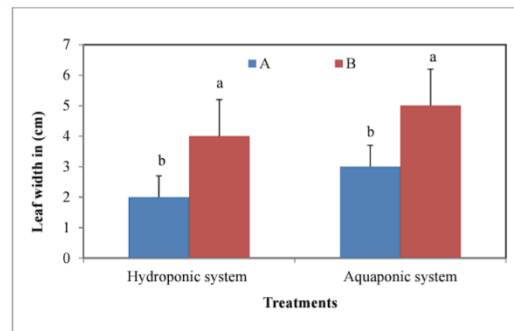 7
6
5
4
3
2
1
0
Leaf width in (cm)
A B
b a b a
Hydroponic system Aquaponic system
Treatments